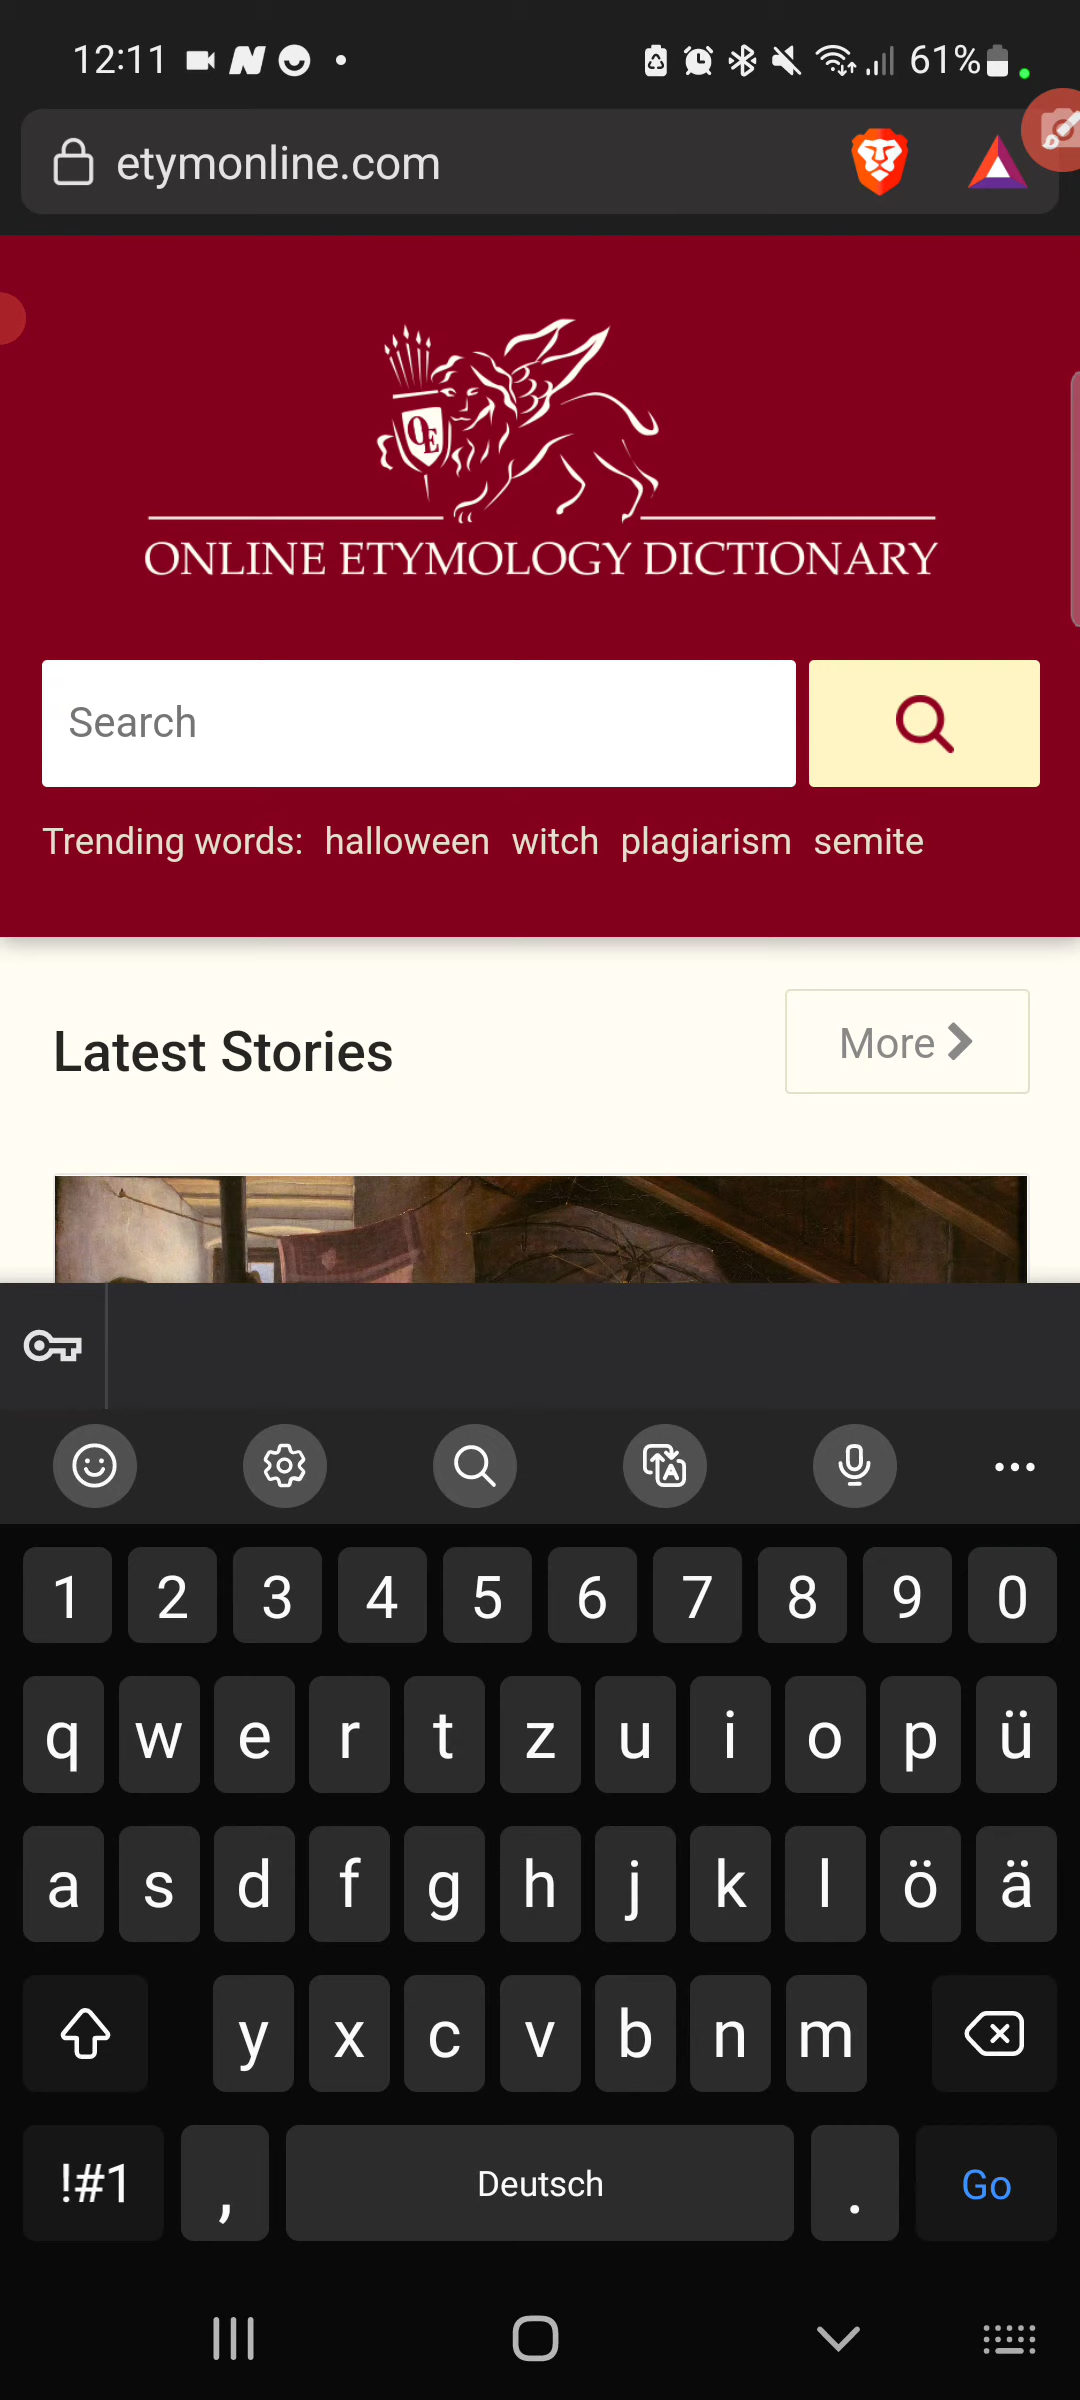 12:11 61%
etymonline.com
OE
ONLINE ETYMOLOGY DICTIONARY
Search
Trending words: halloween witch plagiarism semite
Latest Stories
More
1 2 3 4 5 6 7 8 9 0
q w e r t z u i o p ü
a s d f g h j k l ö ä
y x c v b n m
!#1 , Deutsch . Go